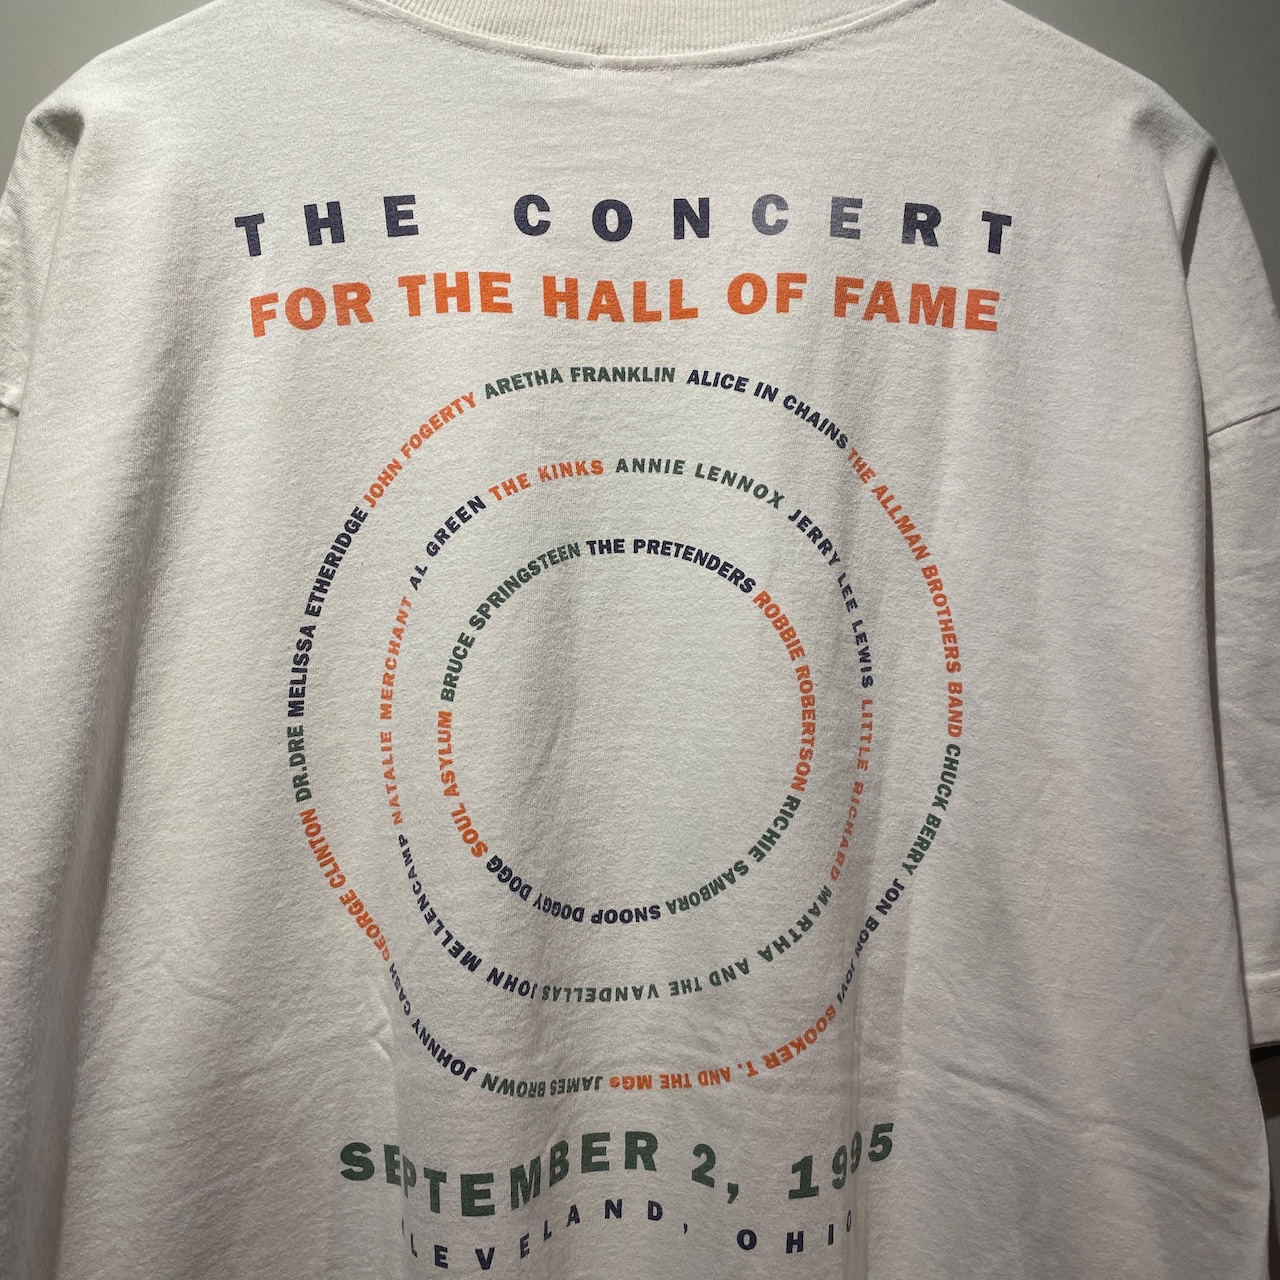 THE CONCERT
FOR THE HALL OF FAME
ARETHA FRANKLIN ALICE IN CHAINS THE ALLMAN BROTHERS BAND CHUCK BERRY JON BON JOVI BOOKER T. AND THE MGs JAMES BROWN JOHNNY CASH GEORGE CLINTON DR.DRE MELISSA ETHERIDGE JOHN FOGERTY
AL GREEN THE KINKS ANNIE LENNOX JERRY LEE LEWIS LITTLE RICHARD MARTHA AND THE VANDELLAS JOHN MELLENCAMP NATALIE MERCHANT
THE PRETENDERS ROBBIE ROBERTSON RICHIE SAMBORA SNOOP DOGGY DOGG SOUL ASYLUM BRUCE SPRINGSTEEN
SEPTEMBER 2, 1995
CLEVELAND, OHIO